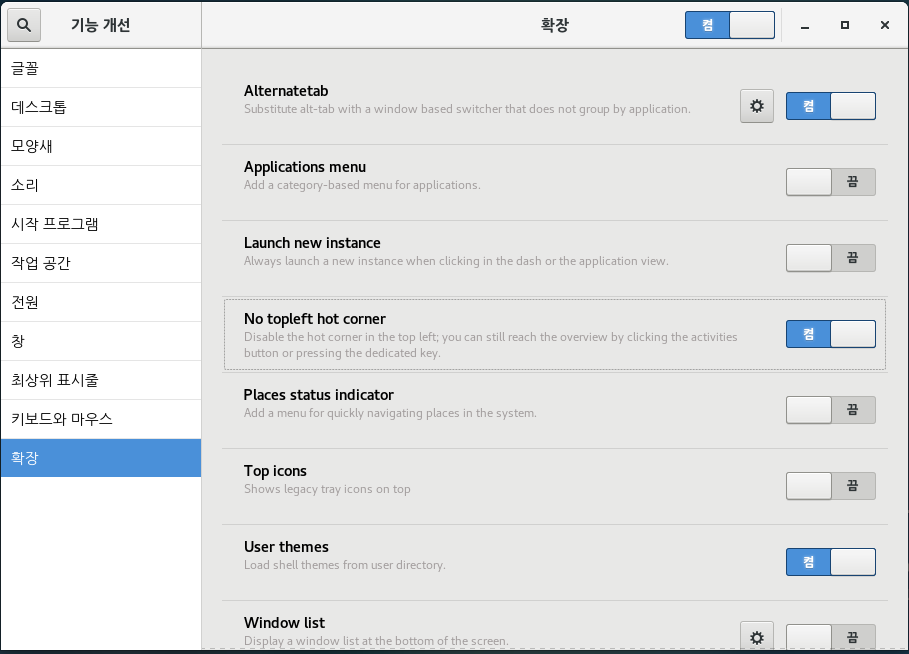 기능 개선
확장
켬
글꼴
데스크톱
모양새
소리
시작 프로그램
작업 공간
전원
창
최상위 표시줄
키보드와 마우스
확장
Alternatetab
Substitute alt-tab with a window based switcher that does not group by application.
켬
Applications menu
Add a category-based menu for applications.
끔
Launch new instance
Always launch a new instance when clicking in the dash or the application view.
끔
No topleft hot corner
Disable the hot corner in the top left; you can still reach the overview by clicking the activities
button or pressing the dedicated key.
켬
Places status indicator
Add a menu for quickly navigating places in the system.
끔
Top icons
Shows legacy tray icons on top
끔
User themes
Load shell themes from user directory.
켬
Window list
Display a window list at the bottom of the screen.
끔